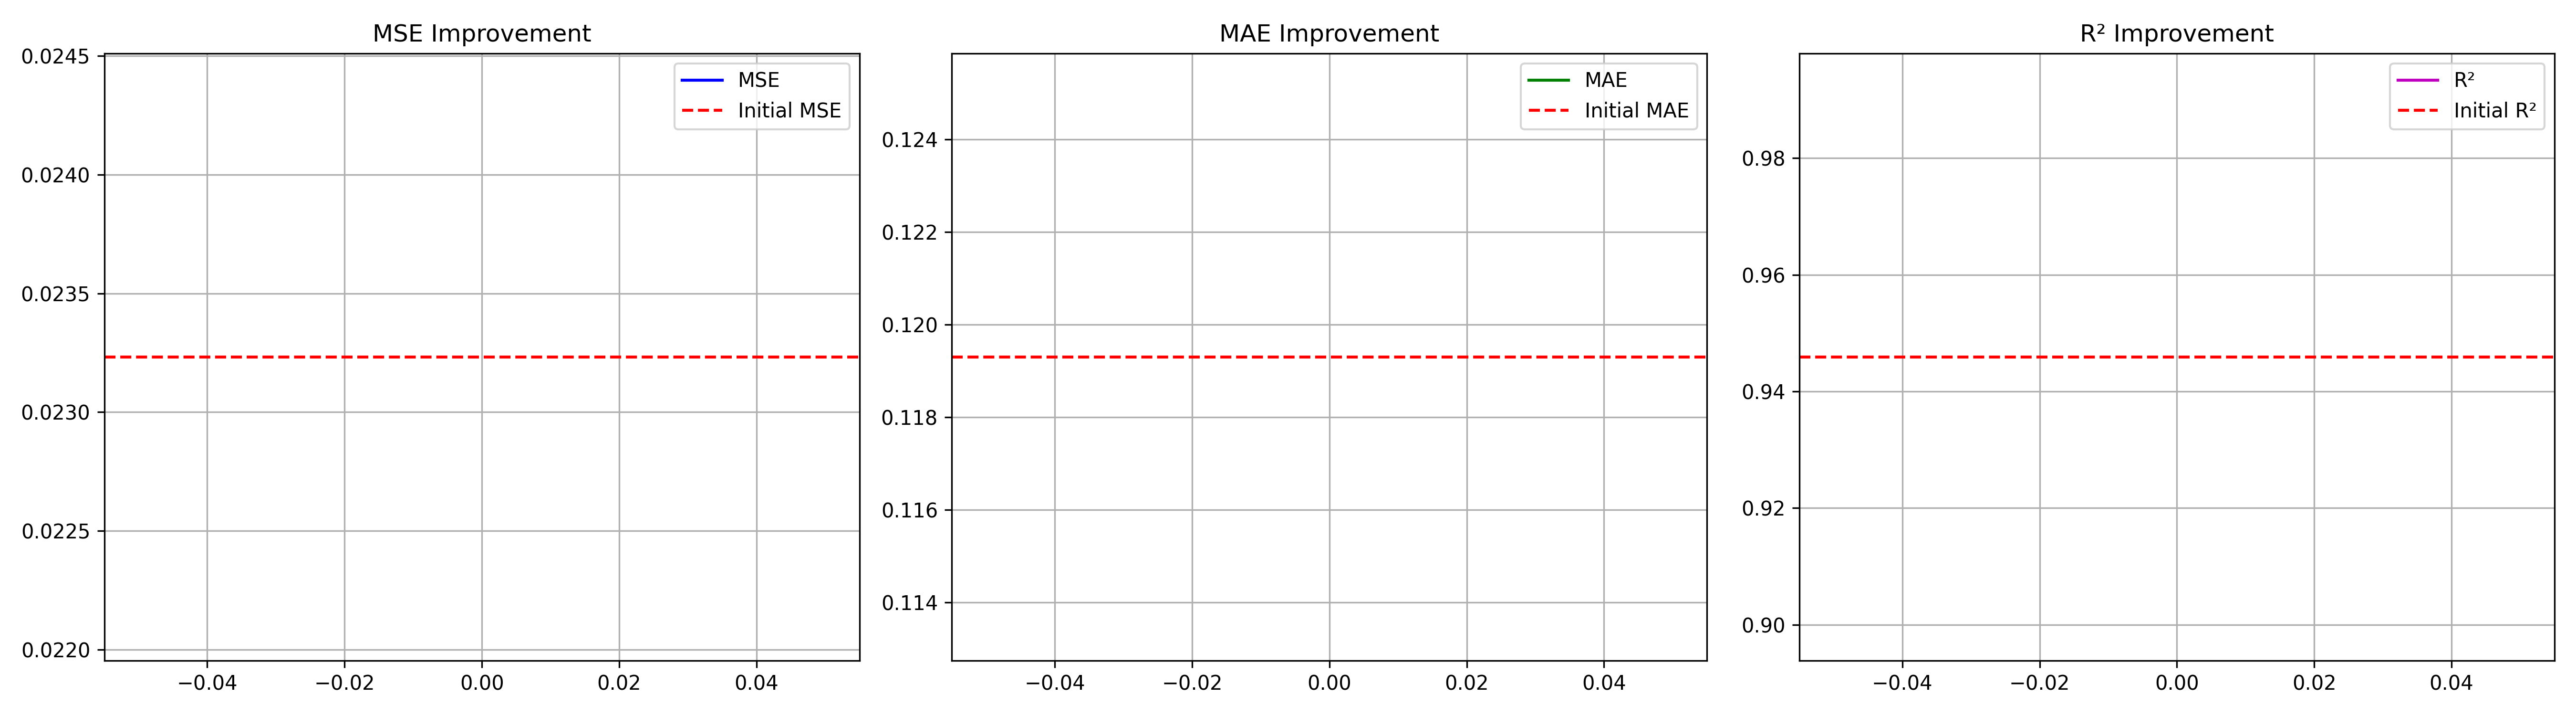 MSE Improvement
0.0245
0.0240
0.0235
0.0230
0.0225
0.0220
−0.04 −0.02 0.00 0.02 0.04
MSE
Initial MSE
MAE Improvement
0.124
0.122
0.120
0.118
0.116
0.114
−0.04 −0.02 0.00 0.02 0.04
MAE
Initial MAE
R² Improvement
0.98
0.96
0.94
0.92
0.90
−0.04 −0.02 0.00 0.02 0.04
R²
Initial R²